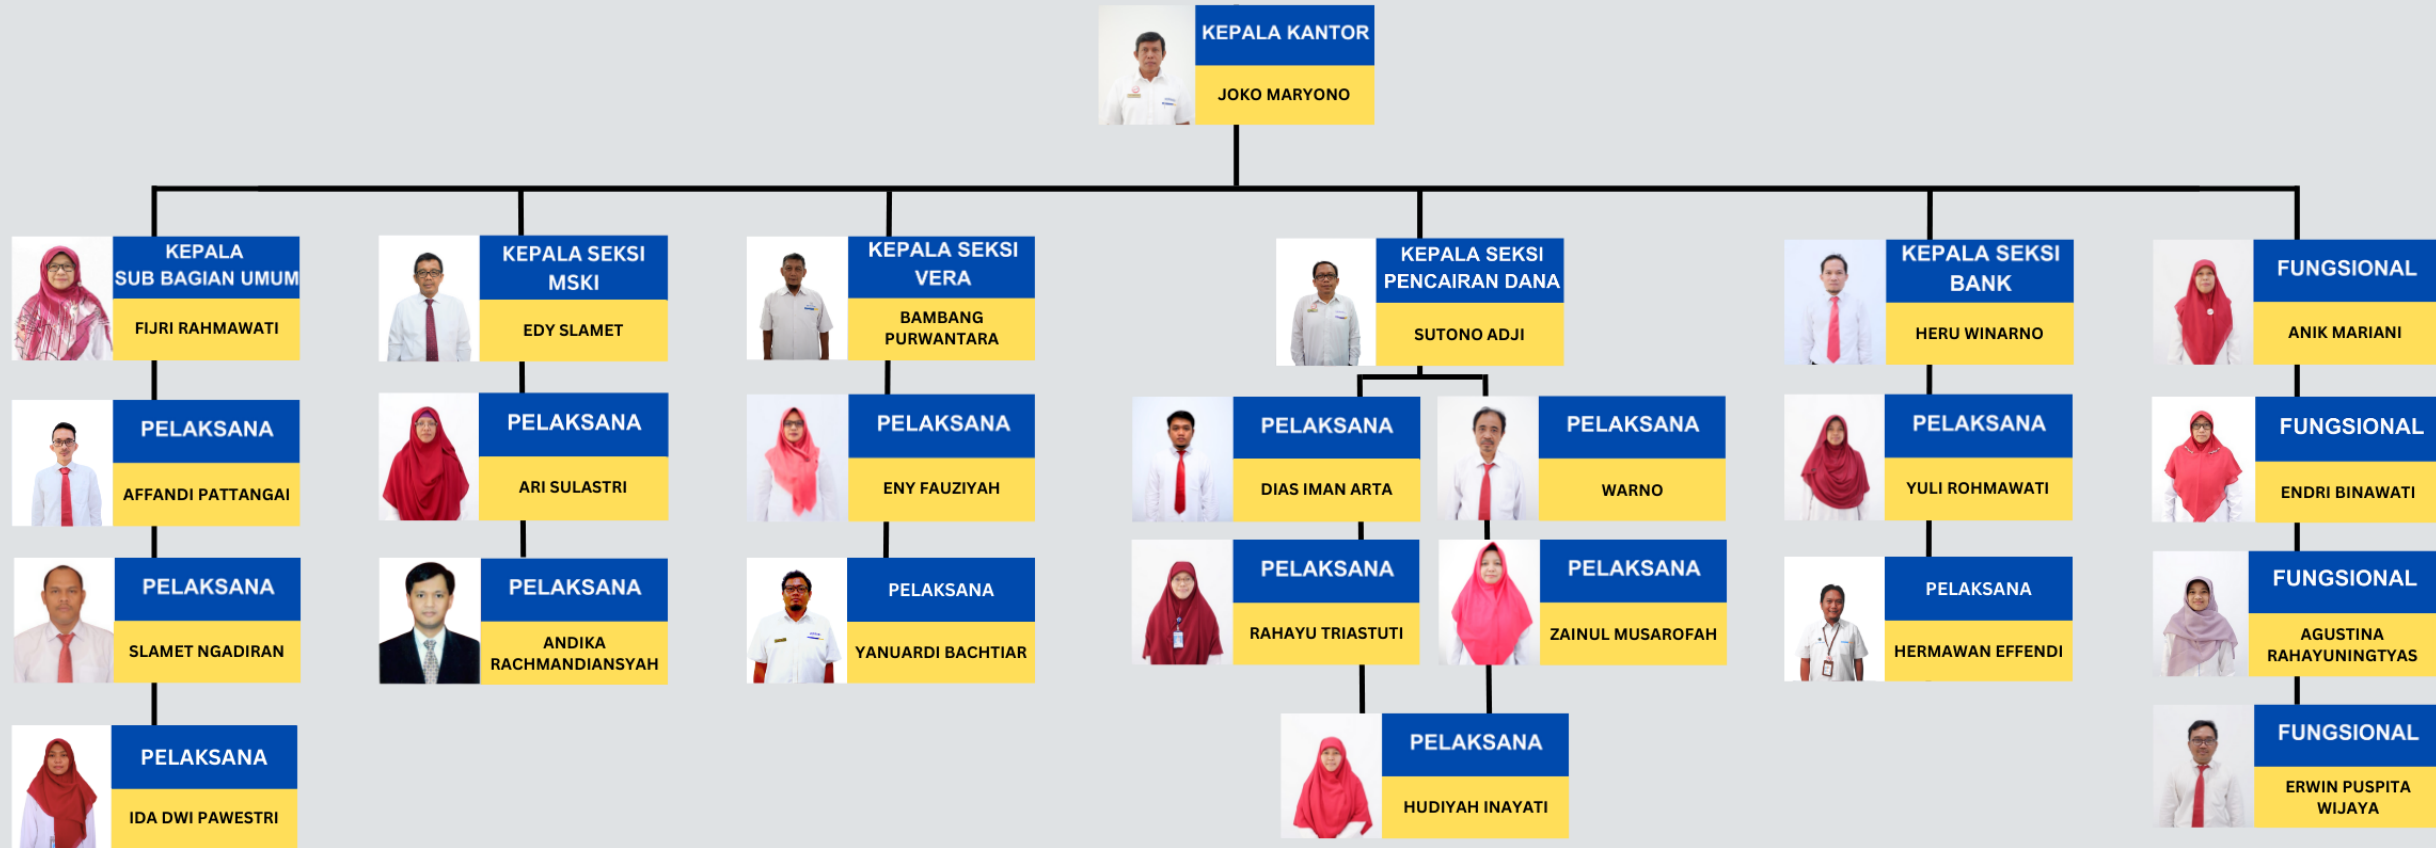 KEPALA KANTOR
JOKO MARYONO
KEPALA
SUB BAGIAN UMUM
FIJRI RAHMAWATI
KEPALA SEKSI
MSKI
EDY SLAMET
KEPALA SEKSI
VERA
BAMBANG
PURWANTARA
KEPALA SEKSI
PENCAIRAN DANA
SUTONO ADJI
KEPALA SEKSI
BANK
HERU WINARNO
FUNGSIONAL
ANIK MARIANI
PELAKSANA
AFFANDI PATTANGAI
PELAKSANA
ARI SULASTRI
PELAKSANA
ENY FAUZIYAH
PELAKSANA
DIAS IMAN ARTA
PELAKSANA
WARNO
PELAKSANA
YULI ROHMAWATI
FUNGSIONAL
ENDRI BINAWATI
PELAKSANA
SLAMET NGADIRAN
PELAKSANA
ANDIKA
RACHMANDIANSYAH
PELAKSANA
YANUARDI BACHTIAR
PELAKSANA
RAHAYU TRIASTUTI
PELAKSANA
ZAINUL MUSAROFAH
PELAKSANA
HERMAWAN EFFENDI
FUNGSIONAL
AGUSTINA
RAHAYUNINGTYAS
PELAKSANA
IDA DWI PAWESTRI
PELAKSANA
HUDIYAH INAYATI
FUNGSIONAL
ERWIN PUSPITA
WIJAYA